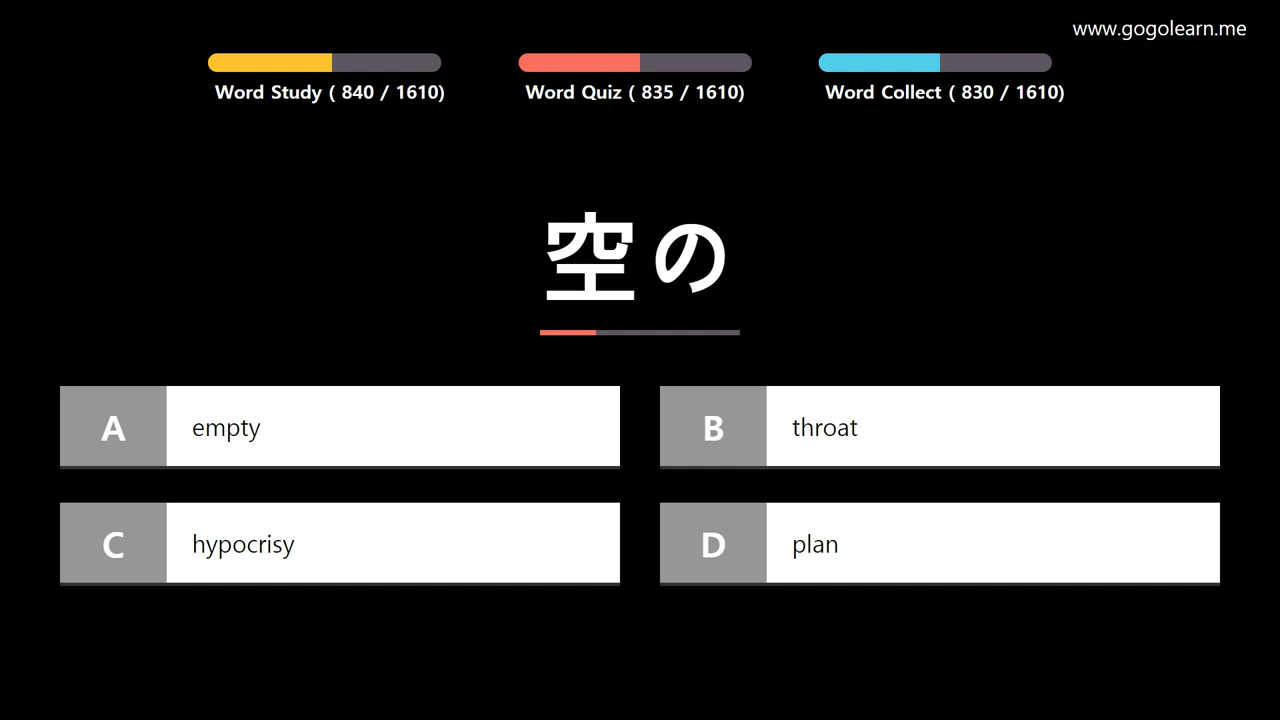 www.gogolearn.me
Word Study ( 840 / 1610)
Word Quiz ( 835 / 1610)
Word Collect ( 830 / 1610)
空の
A empty
B throat
C hypocrisy
D plan